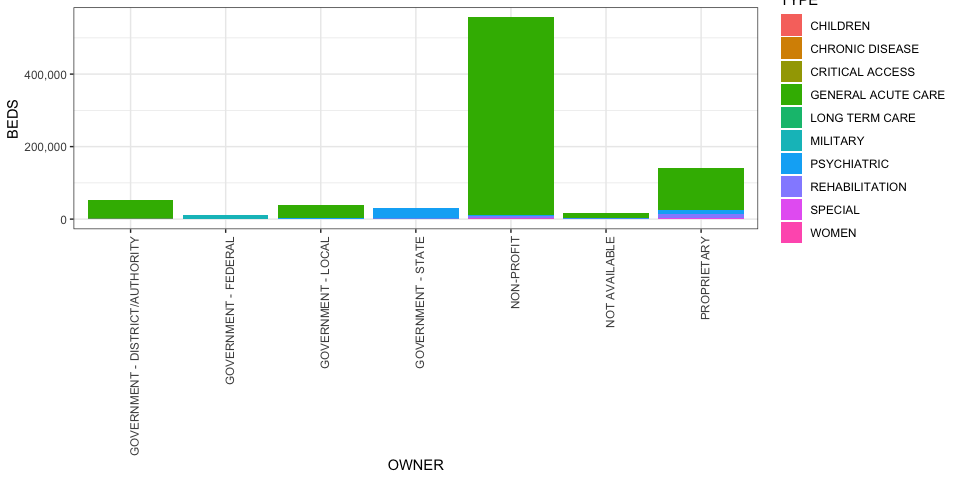 TYPE
CHILDREN
CHRONIC DISEASE
CRITICAL ACCESS
GENERAL ACUTE CARE
LONG TERM CARE
MILITARY
PSYCHIATRIC
REHABILITATION
SPECIAL
WOMEN
BEDS
400,000
200,000
0
GOVERNMENT - DISTRICT/AUTHORITY
GOVERNMENT - FEDERAL
GOVERNMENT - LOCAL
GOVERNMENT - STATE
NON-PROFIT
NOT AVAILABLE
PROPRIETARY
OWNER